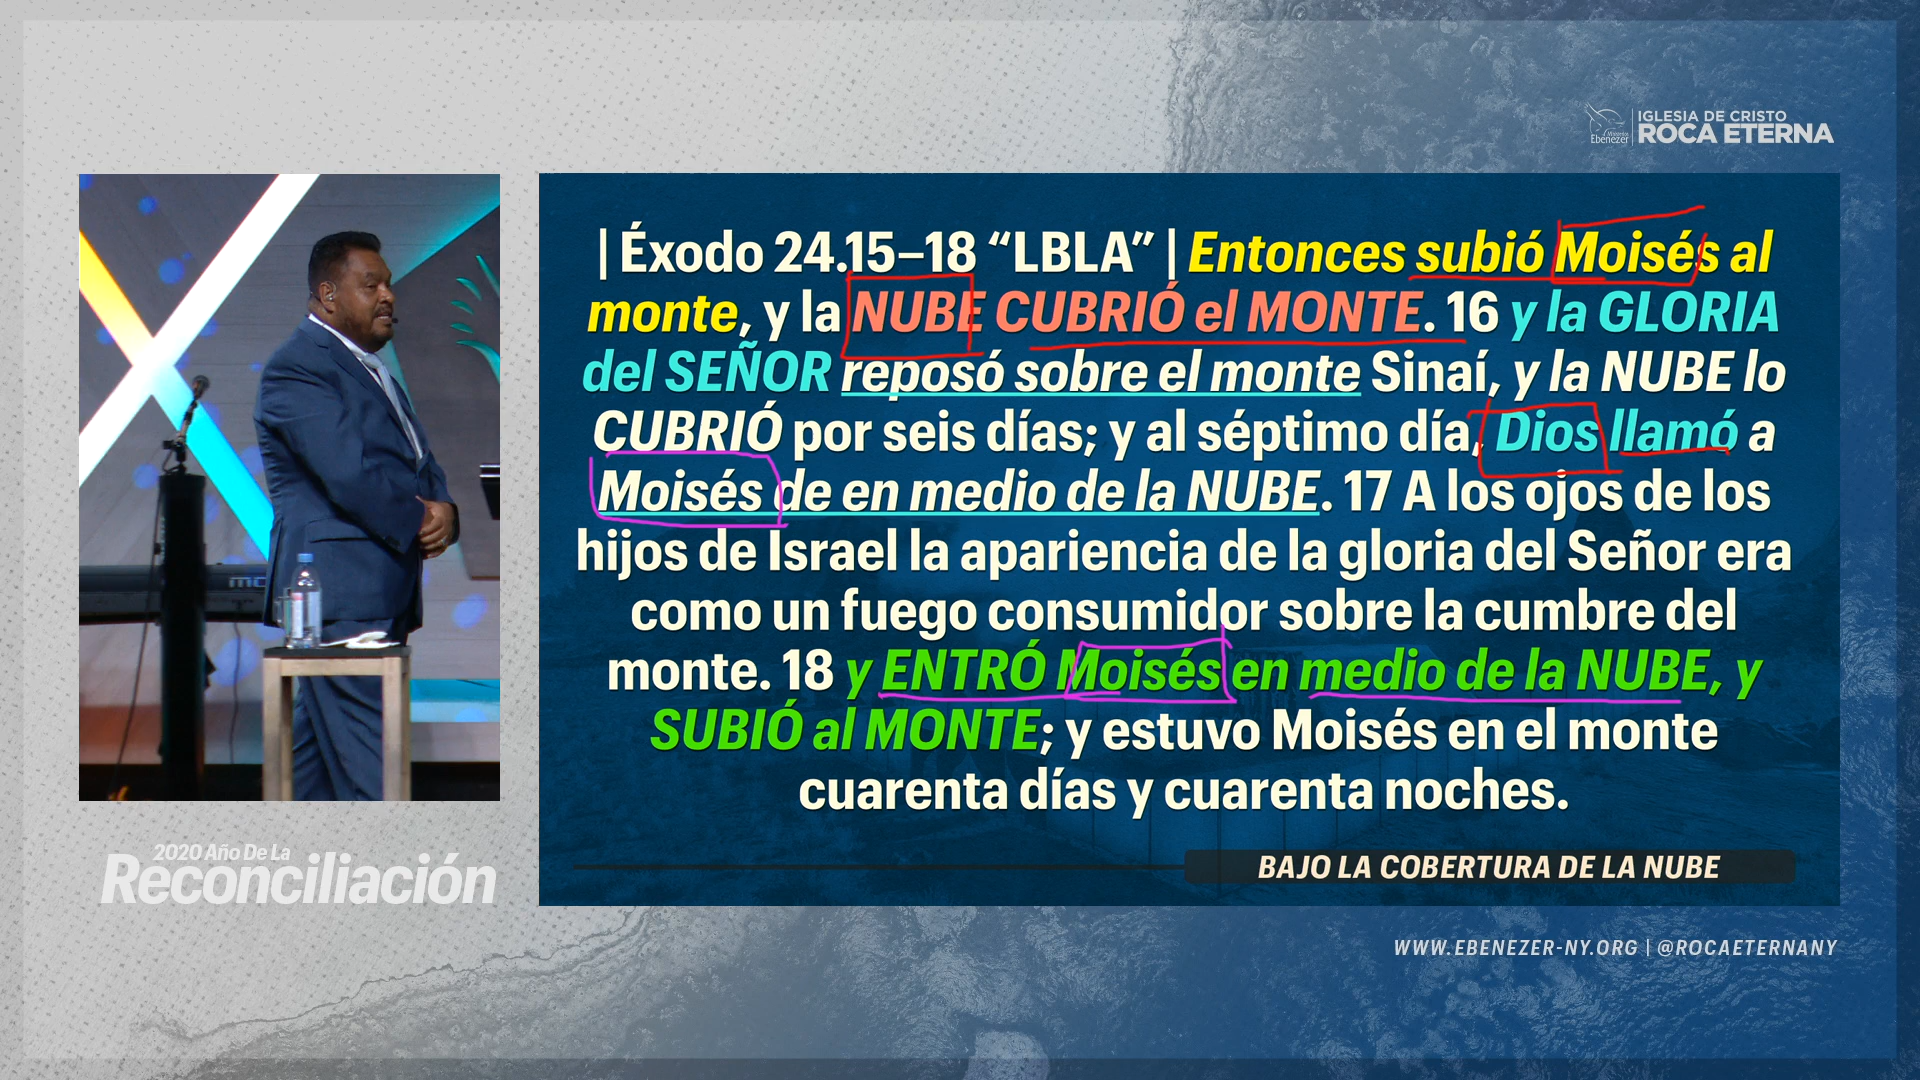 Ministerios
Ebenezer
IGLESIA DE CRISTO
ROCA ETERNA
| Éxodo 24.15–18 “LBLA” | Entonces subió Moisés al
monte, y la NUBE CUBRIÓ el MONTE. 16 y la GLORIA
del SEÑOR reposó sobre el monte Sinaí, y la NUBE lo
CUBRIÓ por seis días; y al séptimo día, Dios llamó a
Moisés de en medio de la NUBE. 17 A los ojos de los
hijos de Israel la apariencia de la gloria del Señor era
como un fuego consumidor sobre la cumbre del
monte. 18 y ENTRÓ Moisés en medio de la NUBE, y
SUBIÓ al MONTE; y estuvo Moisés en el monte
cuarenta días y cuarenta noches.
BAJO LA COBERTURA DE LA NUBE
2020 Año De La
Reconciliación
WWW.EBENEZER-NY.ORG | @ROCAETERNANY